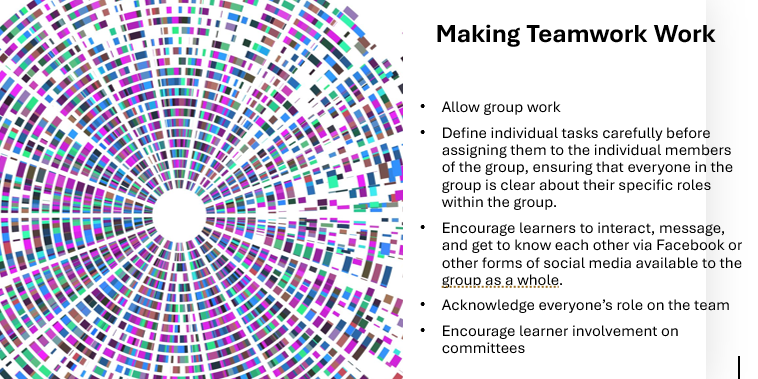 Making Teamwork Work
• Allow group work
• Define individual tasks carefully before
assigning them to the individual members
of the group, ensuring that everyone in the
group is clear about their specific roles
within the group.
• Encourage learners to interact, message,
and get to know each other via Facebook or
other forms of social media available to the
group as a whole.
• Acknowledge everyone’s role on the team
• Encourage learner involvement on
committees